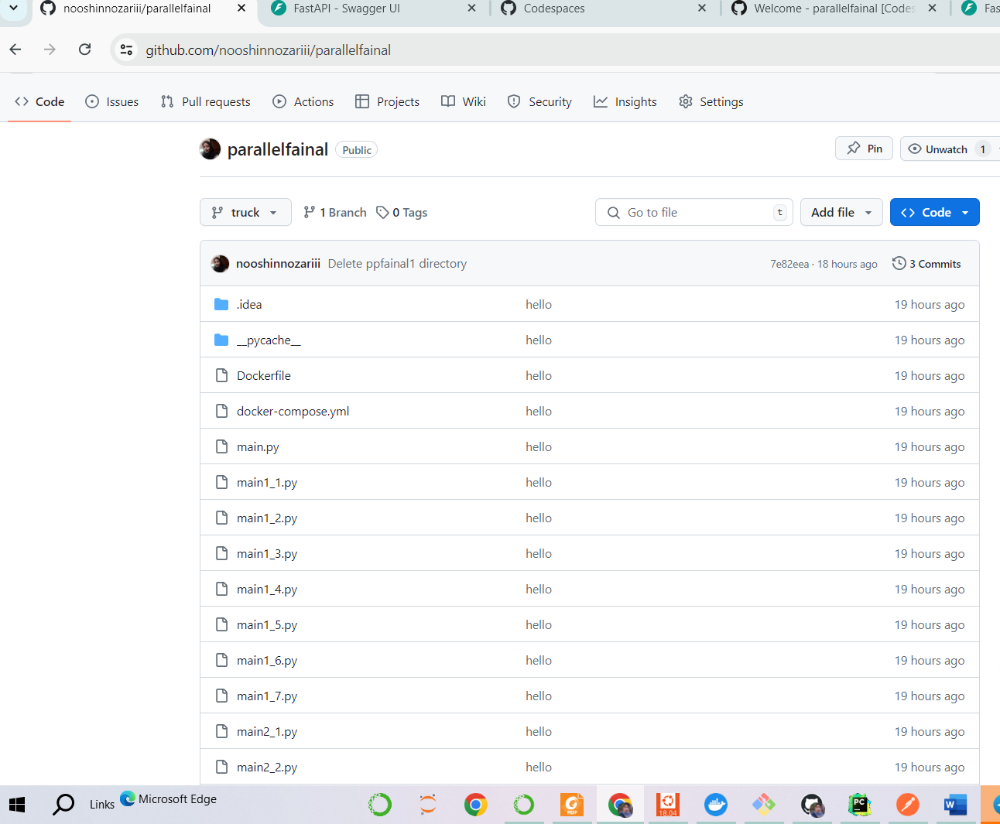 nooshinnozariii/parallelfainal
FastAPI - Swagger UI
Codespaces
Welcome - parallelfainal [Codes
Fas
github.com/nooshinnozariii/parallelfainal
Code Issues Pull requests Actions Projects Wiki Security Insights Settings
parallelfainal Public
Pin
Unwatch 1
truck
1 Branch
0 Tags
Go to file t
Add file
Code
nooshinnozariii Delete ppfainal1 directory 7e82eea · 18 hours ago 3 Commits
.idea hello 19 hours ago
__pycache__ hello 19 hours ago
Dockerfile hello 19 hours ago
docker-compose.yml hello 19 hours ago
main.py hello 19 hours ago
main1_1.py hello 19 hours ago
main1_2.py hello 19 hours ago
main1_3.py hello 19 hours ago
main1_4.py hello 19 hours ago
main1_5.py hello 19 hours ago
main1_6.py hello 19 hours ago
main1_7.py hello 19 hours ago
main2_1.py hello 19 hours ago
main2_2.py hello 19 hours ago
Links Microsoft Edge
PDF
18.04
PC
W